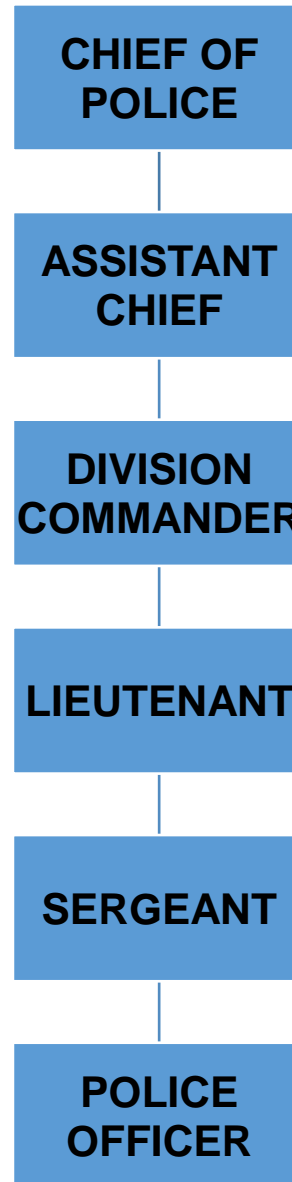 CHIEF OF
POLICE
ASSISTANT
CHIEF
DIVISION
COMMANDER
LIEUTENANT
SERGEANT
POLICE
OFFICER